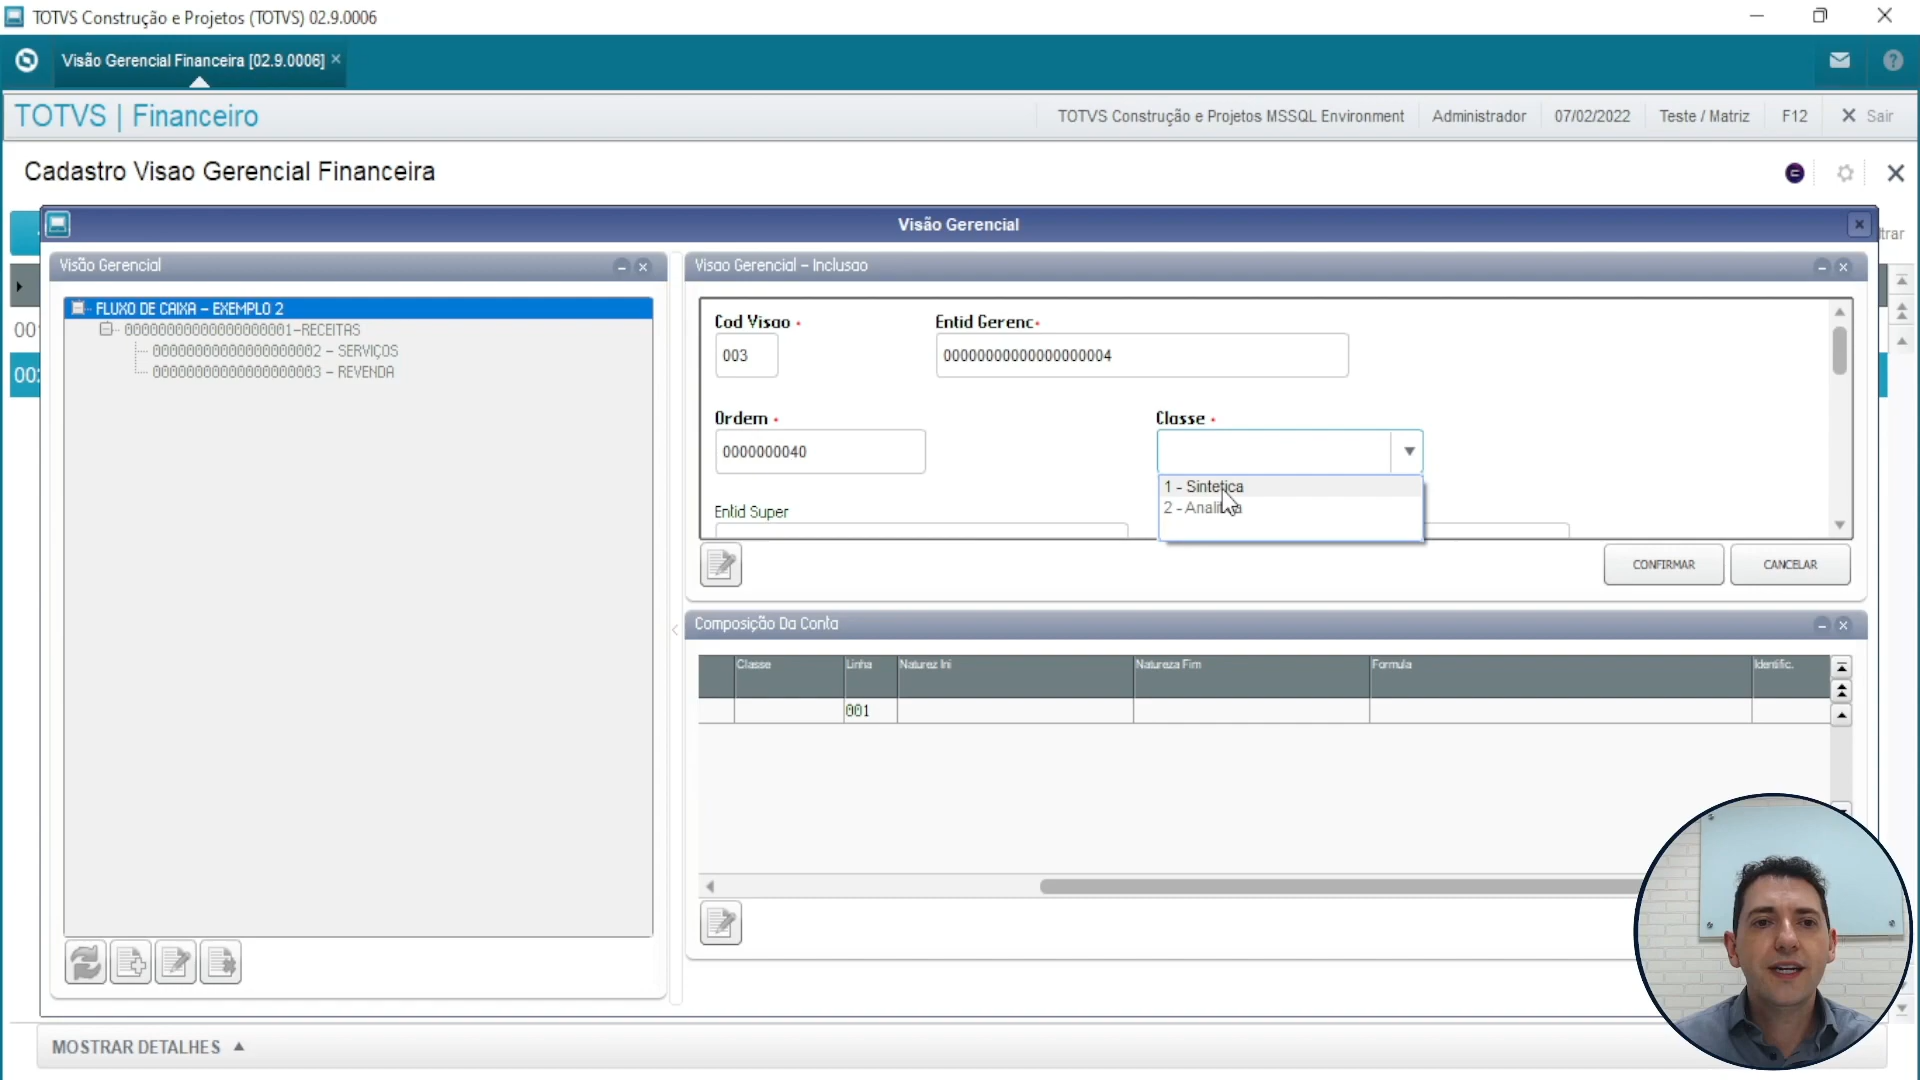 TOTVS Construção e Projetos (TOTVS) 02.9.0006
Visão Gerencial Financeira [02.9.0006]
TOTVS | Financeiro
TOTVS Construção e Projetos MSSQL Environment
Administrador
07/02/2022
Teste / Matriz
F12
Sair
Cadastro Visao Gerencial Financeira
Visão Gerencial
trar
Visão Gerencial
FLUXO DE CAIXA - EXEMPLO 2
00000000000000000001-RECEITAS
00000000000000000002 - SERVIÇOS
00000000000000000003 - REVENDA
00
00
Visao Gerencial - Inclusao
Cod Visao
Entid Gerenc
003
00000000000000000004
Ordem
Classe
0000000040
1 - Sintetica
2 - Analitica
Entid Super
CONFIRMAR
CANCELAR
Composição Da Conta
Classe
Linha
Naturez Ini
Natureza Fim
Formula
Identific.
001
MOSTRAR DETALHES